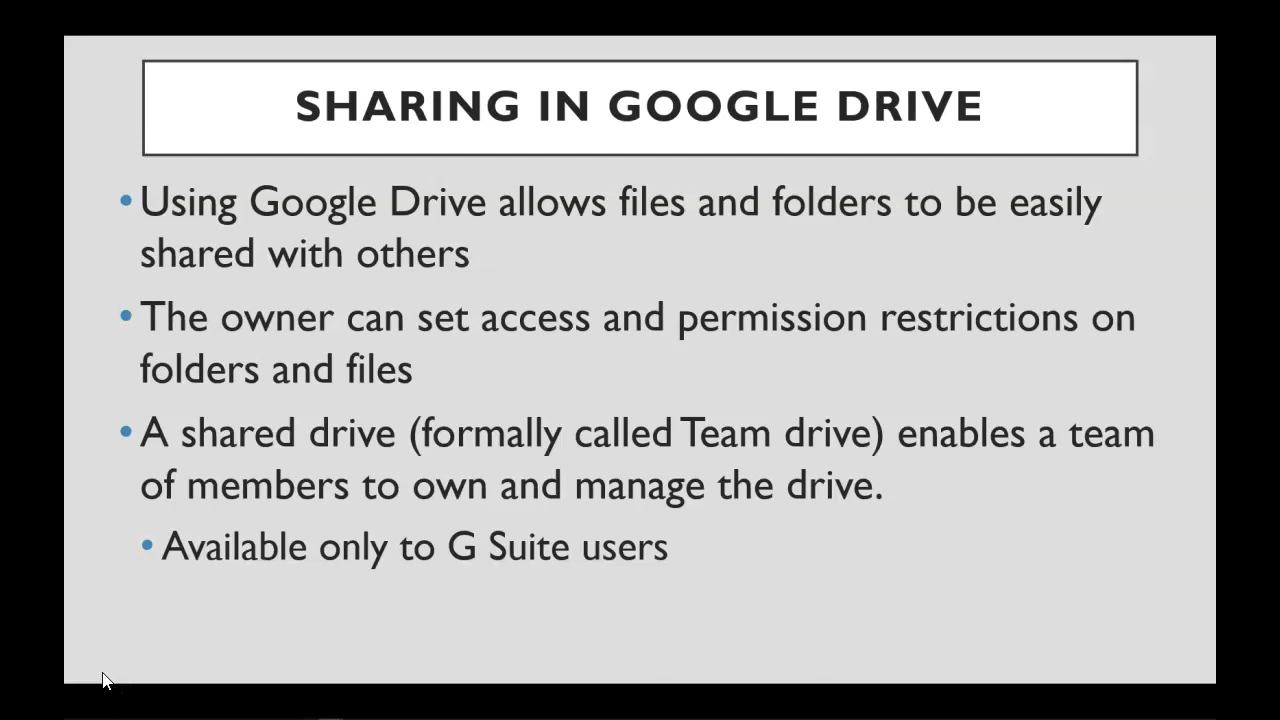 SHARING IN GOOGLE DRIVE
• Using Google Drive allows files and folders to be easily
shared with others
• The owner can set access and permission restrictions on
folders and files
• A shared drive (formally called Team drive) enables a team
of members to own and manage the drive.
• Available only to G Suite users